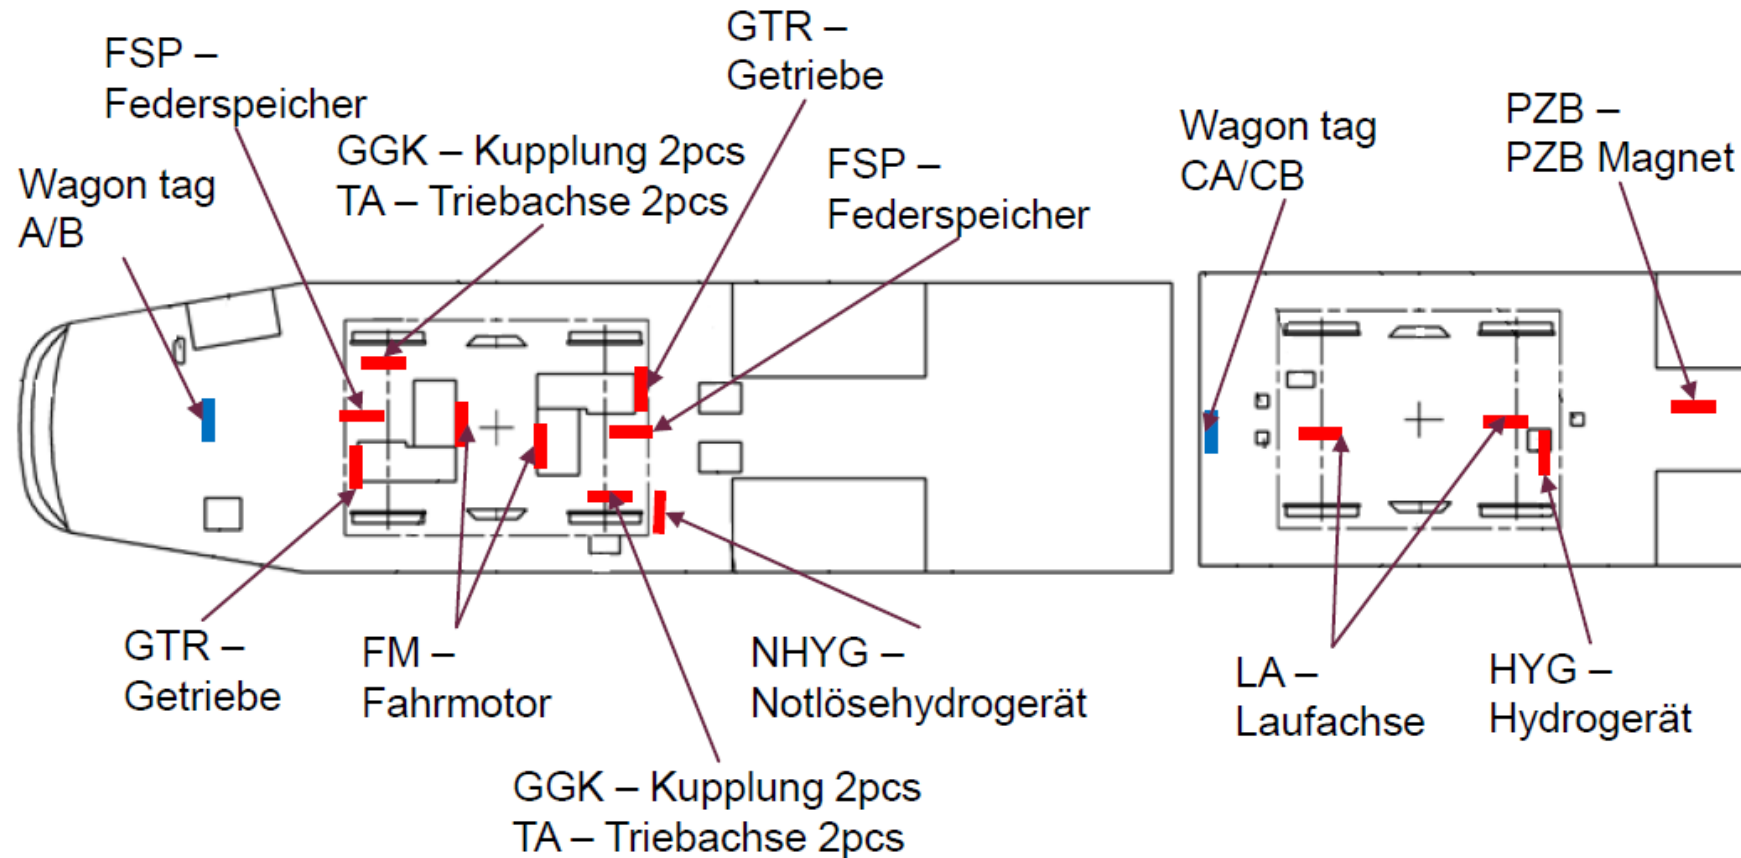 GTR –
Getriebe
FSP –
Federspeicher
GGK – Kupplung 2pcs
TA – Triebachse 2pcs
Wagon tag
A/B
FSP –
Federspeicher
Wagon tag
CA/CB
PZB –
PZB Magnet
GTR –
Getriebe
FM –
Fahrmotor
NHYG –
Notlösehydrogerät
LA –
Laufachse
HYG –
Hydrogerät
GGK – Kupplung 2pcs
TA – Triebachse 2pcs